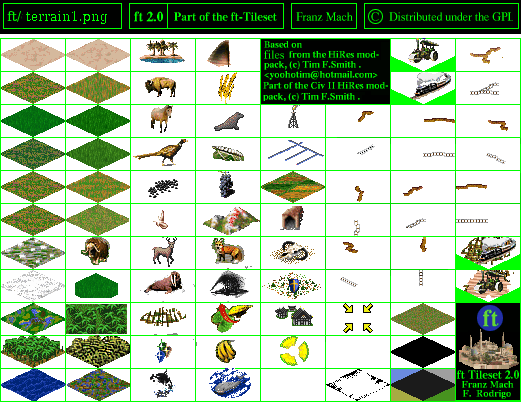 ft/ terrain1.png
ft 2.0
Part of the ft-Tileset
Franz Mach
© Distributed under the GPL
Based on
files from the HiRes mod-
pack, (c) Tim F.Smith .
<yoohotim@hotmail.com>
Part of the Civ II HiRes mod-
pack, (c) Tim F.Smith .
ft
ft Tileset 2.0
Franz Mach
F. Rodrigo